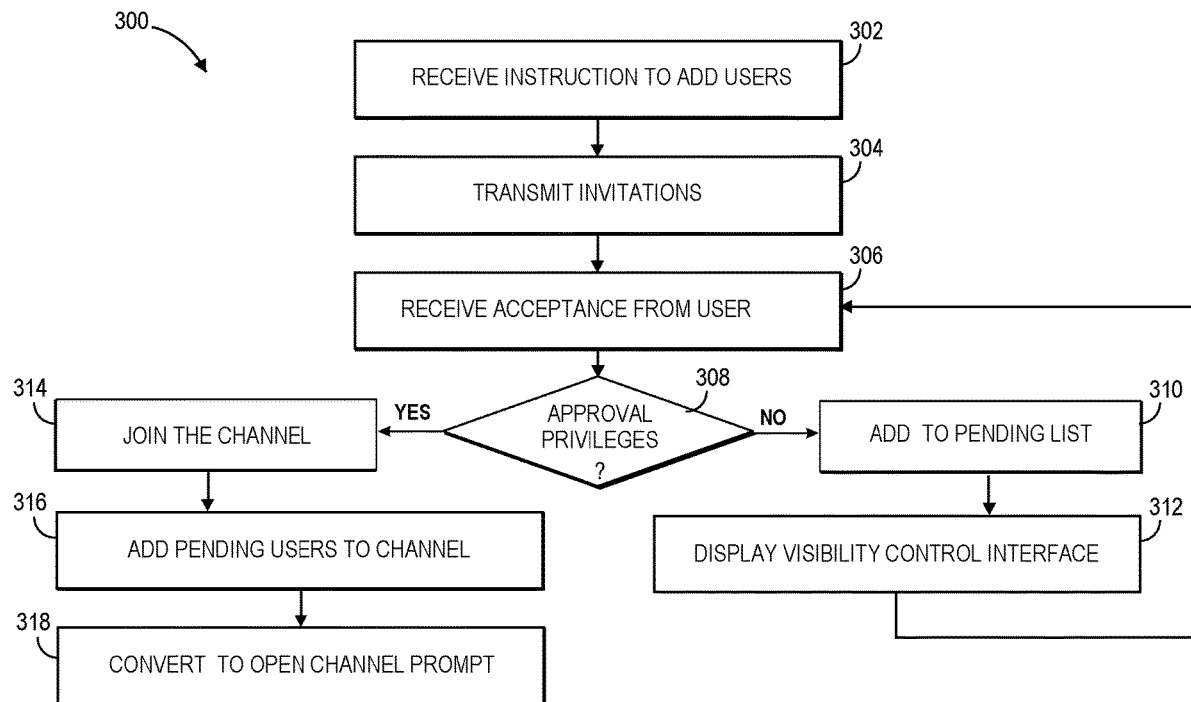 300
302
RECEIVE INSTRUCTION TO ADD USERS
304
TRANSMIT INVITATIONS
306
RECEIVE ACCEPTANCE FROM USER
308
APPROVAL
PRIVILEGES
?
YES
NO
314
JOIN THE CHANNEL
310
ADD TO PENDING LIST
316
ADD PENDING USERS TO CHANNEL
312
DISPLAY VISIBILITY CONTROL INTERFACE
318
CONVERT TO OPEN CHANNEL PROMPT